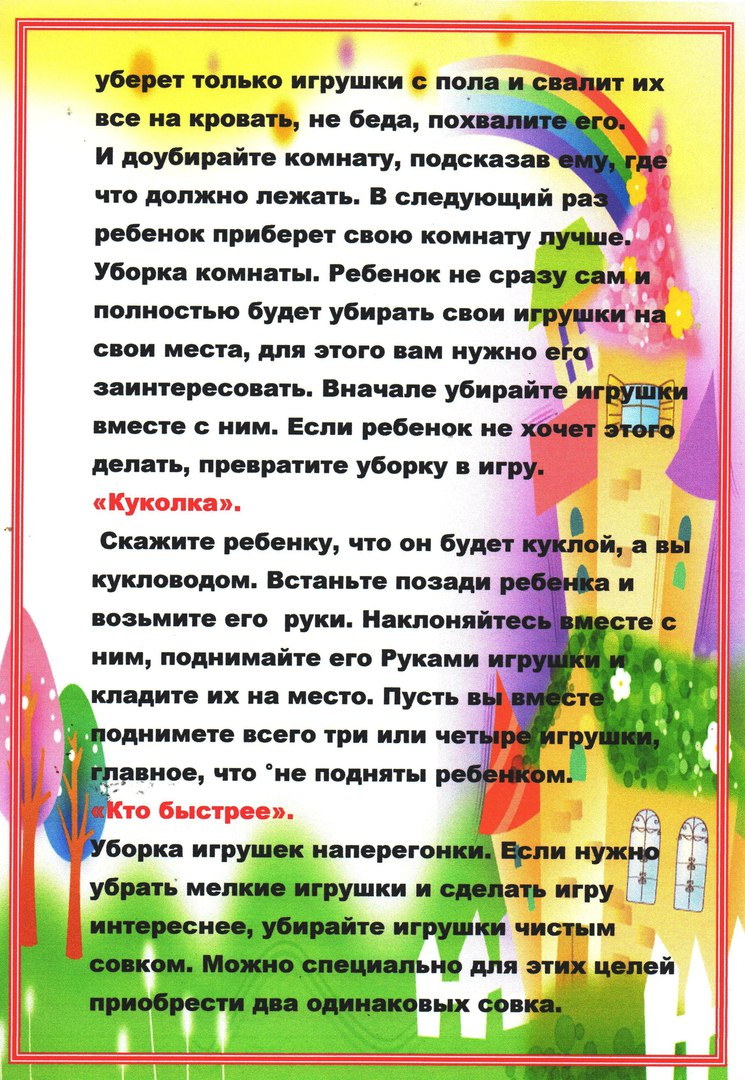 уберет только игрушки с пола и свалит их
все на кровать, не беда, похвалите его.
И доубирайте комнату, подсказав ему, где
что должно лежать. В следующий раз
ребенок приберет свою комнату лучше.
Уборка комнаты. Ребенок не сразу сам и
полностью будет убирать свои игрушки на
свои места, для этого вам нужно его
заинтересовать. Вначале убирайте игрушки
вместе с ним. Если ребенок не хочет этого
делать, превратите уборку в игру.
«Куколка».
Скажите ребенку, что он будет куклой, а вы
кукловодом. Встаньте позади ребенка и
возьмите его руки. Наклоняйтесь вместе с
ним, поднимайте его Руками игрушки и
кладите их на место. Пусть вы вместе
поднимете всего три или четыре игрушки,
главное, что °не подняты ребенком.
«Кто быстрее».
Уборка игрушек наперегонки. Если нужно
убрать мелкие игрушки и сделать игру
интереснее, убирайте игрушки чистым
совком. Можно специально для этих целей
приобрести два одинаковых совка.